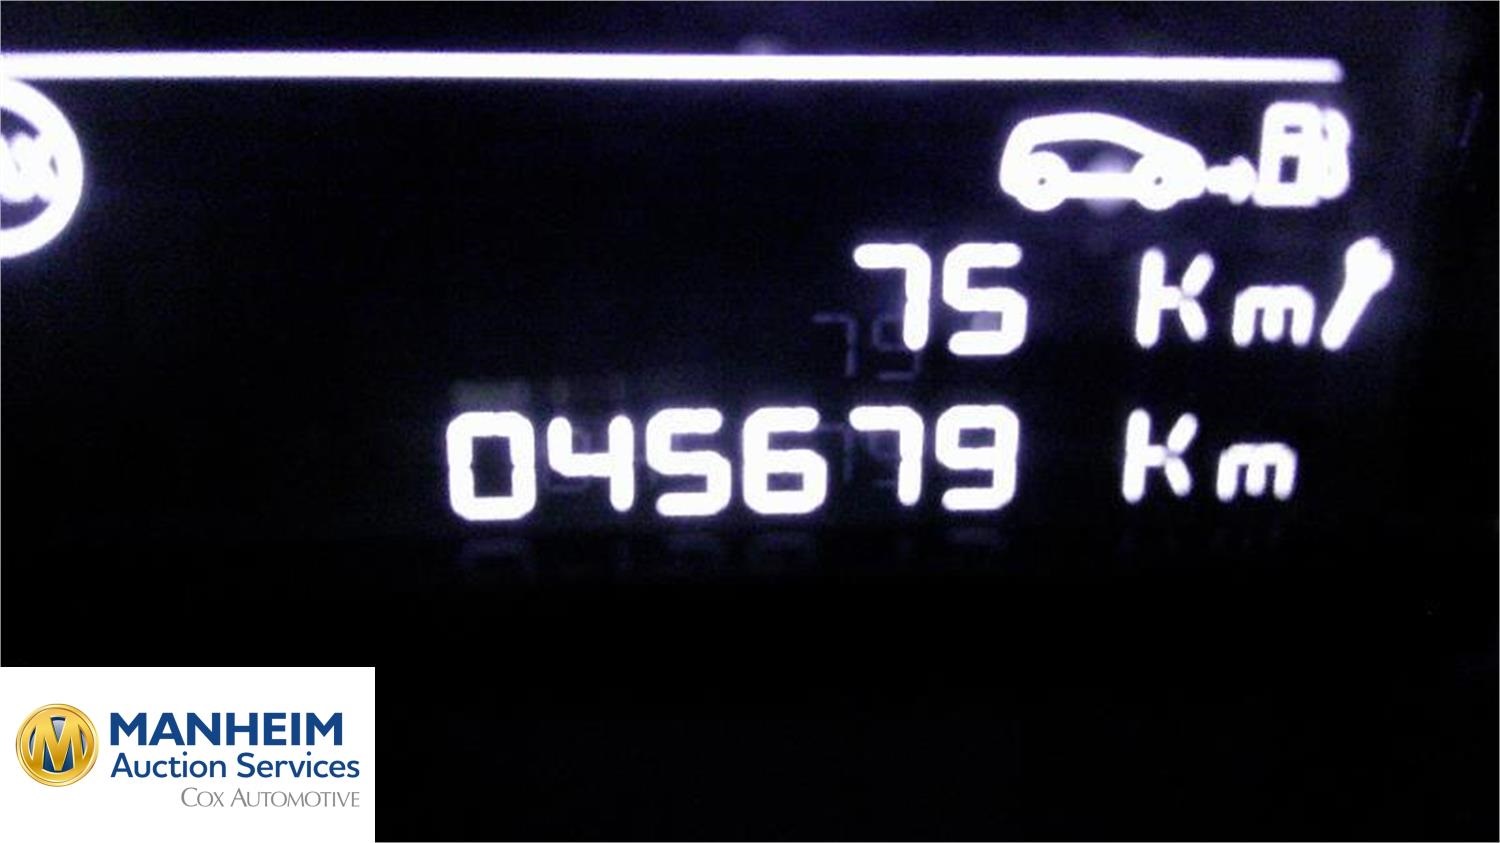 75 Km/
045679 Km
MANHEIM
Auction Services
COX AUTOMOTIVE